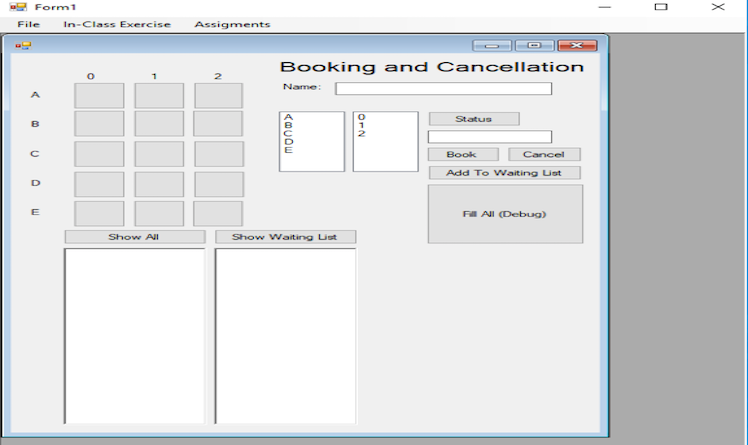 Form1
File In-Class Exercise Assigments
Booking and Cancellation
0 1 2
Name:
A
B
C
D
E
A
B
C
D
E
0
1
2
Status
Book Cancel
Add To Waiting List
Fill All (Debug)
Show All Show Waiting List